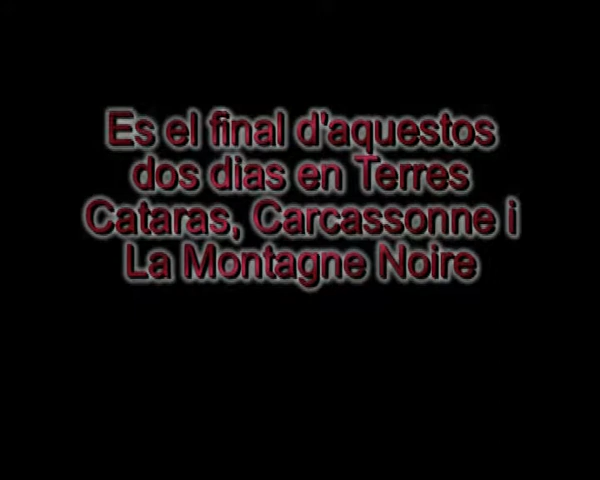 Es el final d'aquestos
dos dias en Terres
Cataras, Carcassonne i
La Montagne Noire